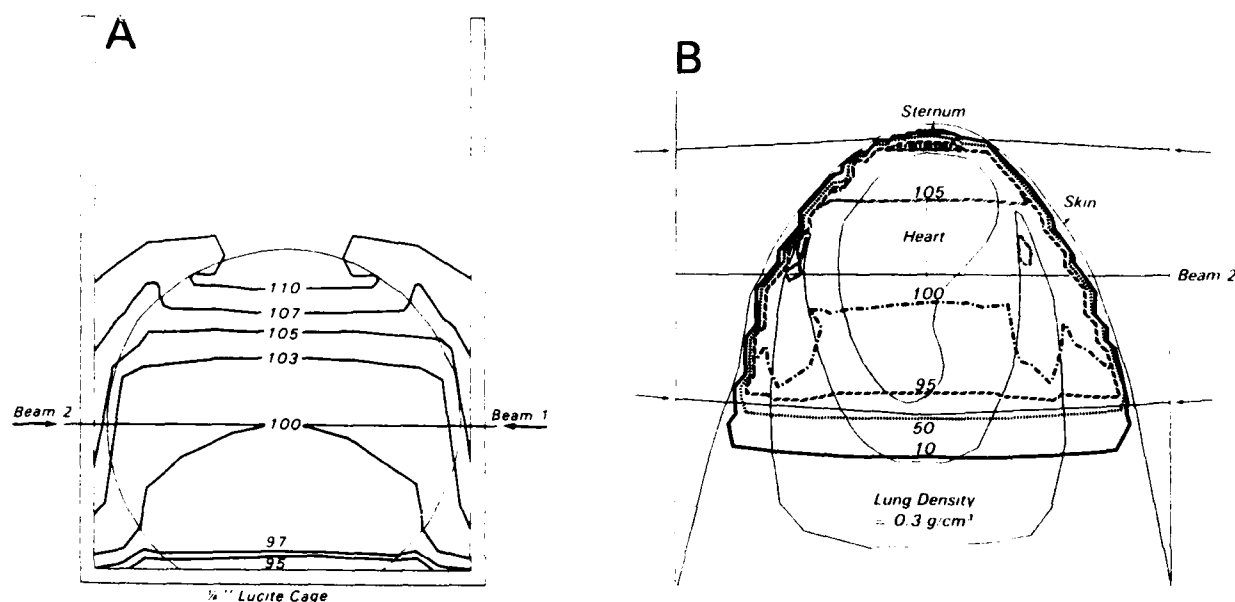 A
110
107
105
103
Beam 2
Beam 1
100
97
95
⅛" Lucite Cage
B
Sternum
105
Skin
Heart
Beam 2
100
95
50
10
Lung Density
= 0.3 g/cm³